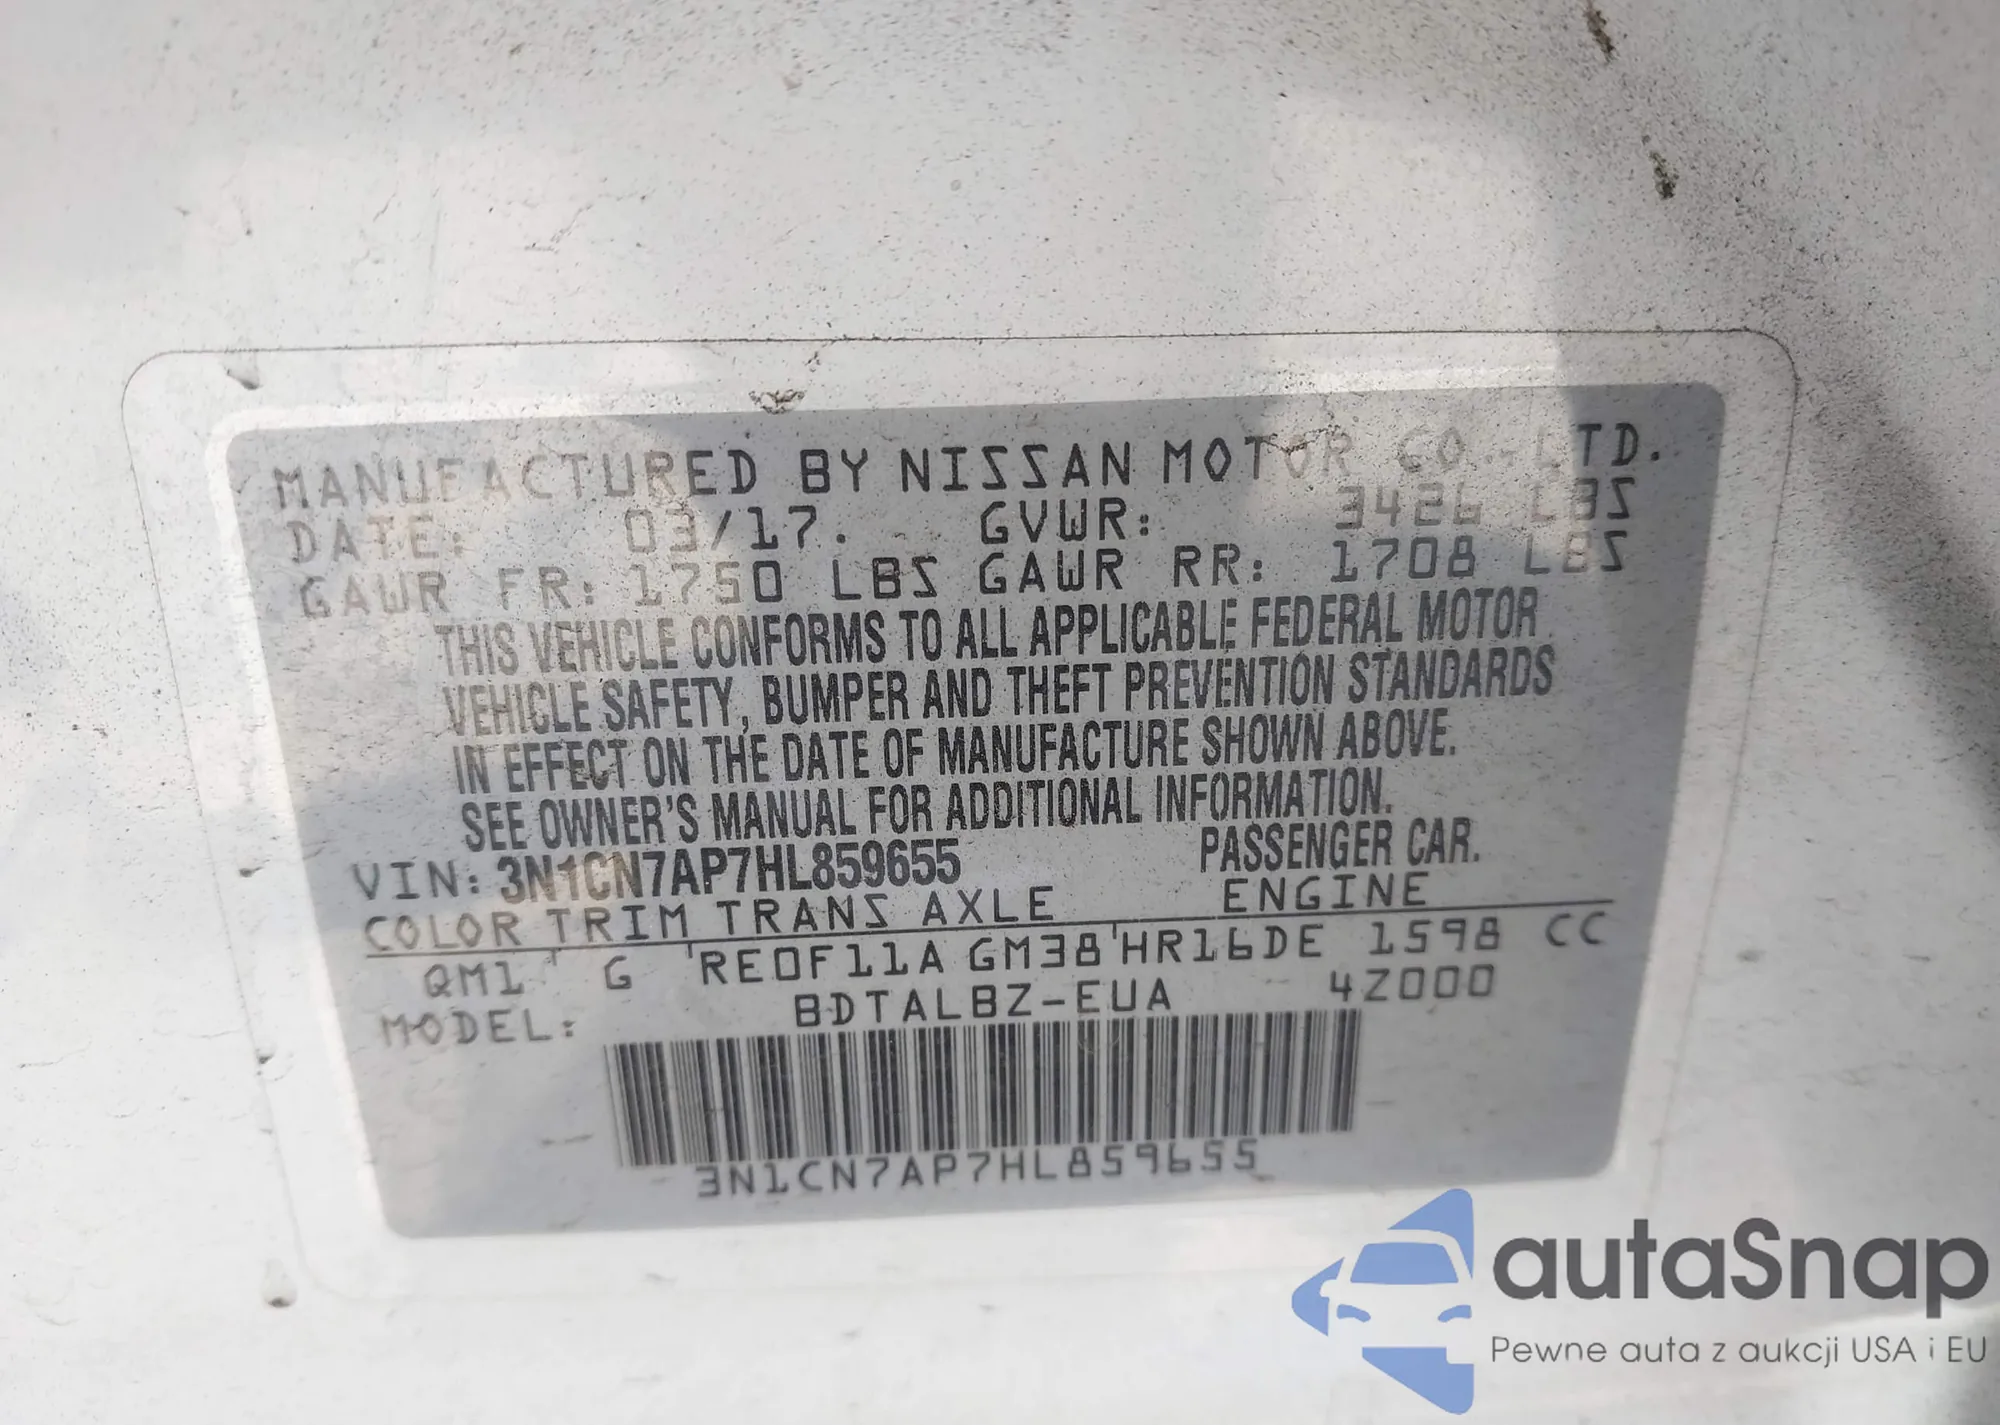 MANUFACTURED BY NISSAN MOTOR CO., LTD.
DATE: 03/17. GVWR: 3426 LBS
GAWR FR: 1750 LBS GAWR RR: 1708 LBS
THIS VEHICLE CONFORMS TO ALL APPLICABLE FEDERAL MOTOR
VEHICLE SAFETY, BUMPER AND THEFT PREVENTION STANDARDS
IN EFFECT ON THE DATE OF MANUFACTURE SHOWN ABOVE.
SEE OWNER'S MANUAL FOR ADDITIONAL INFORMATION.
VIN: 3N1CN7AP7HL859655 PASSENGER CAR.
COLOR TRIM TRANS AXLE ENGINE
QM1 G RE0F11A GM38 HR16DE 1598 CC
MODEL: BDTALBZ-EUA 4Z000
3N1CN7AP7HL859655
autaSnap
Pewne auta z aukcji USA i EU